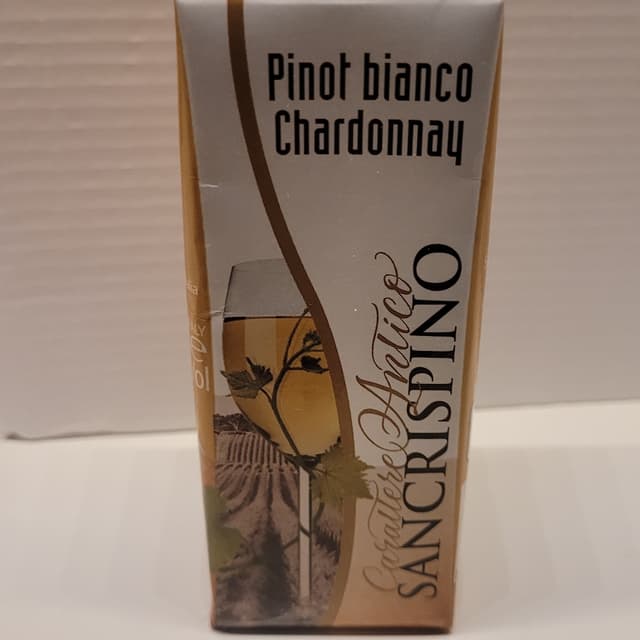 Pinot bianco
Chardonnay
Carattere Antico
SANCRISPINO